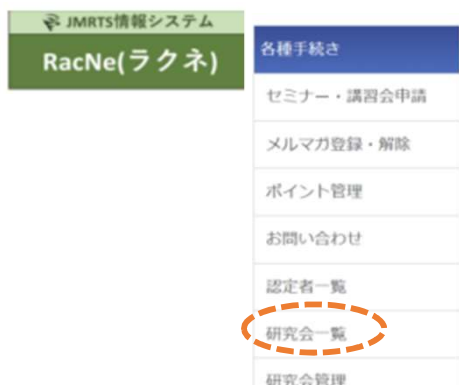 JMRTS情報システム
RacNe(ラクネ)
各種手続き
セミナー・講習会申請
メルマガ登録・解除
ポイント管理
お問い合わせ
認定者一覧
研究会一覧
研究会管理